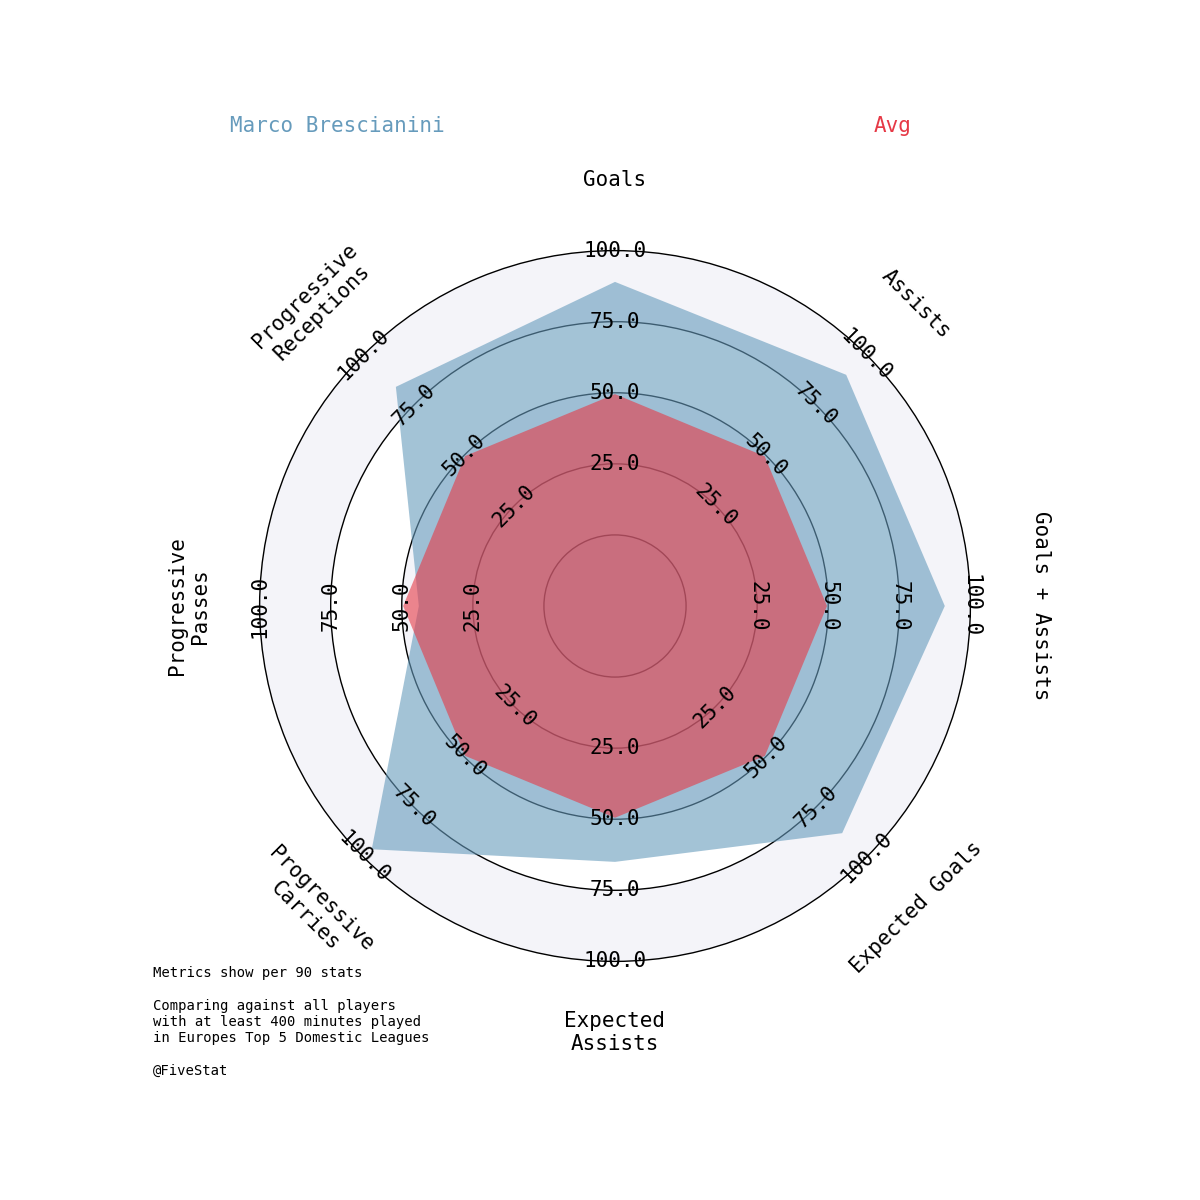 Marco Brescianini
Avg
Goals
Assists
Goals + Assists
Expected Goals
Expected
Assists
Progressive
Carries
Progressive
Passes
Progressive
Receptions
100.0
75.0
50.0
25.0
100.0
75.0
50.0
25.0
100.0
75.0
50.0
25.0
100.0
75.0
50.0
25.0
25.0
50.0
75.0
100.0
100.0
75.0
50.0
25.0
100.0
75.0
50.0
25.0
100.0
75.0
50.0
25.0
Metrics show per 90 stats
Comparing against all players
with at least 400 minutes played
in Europes Top 5 Domestic Leagues
@FiveStat